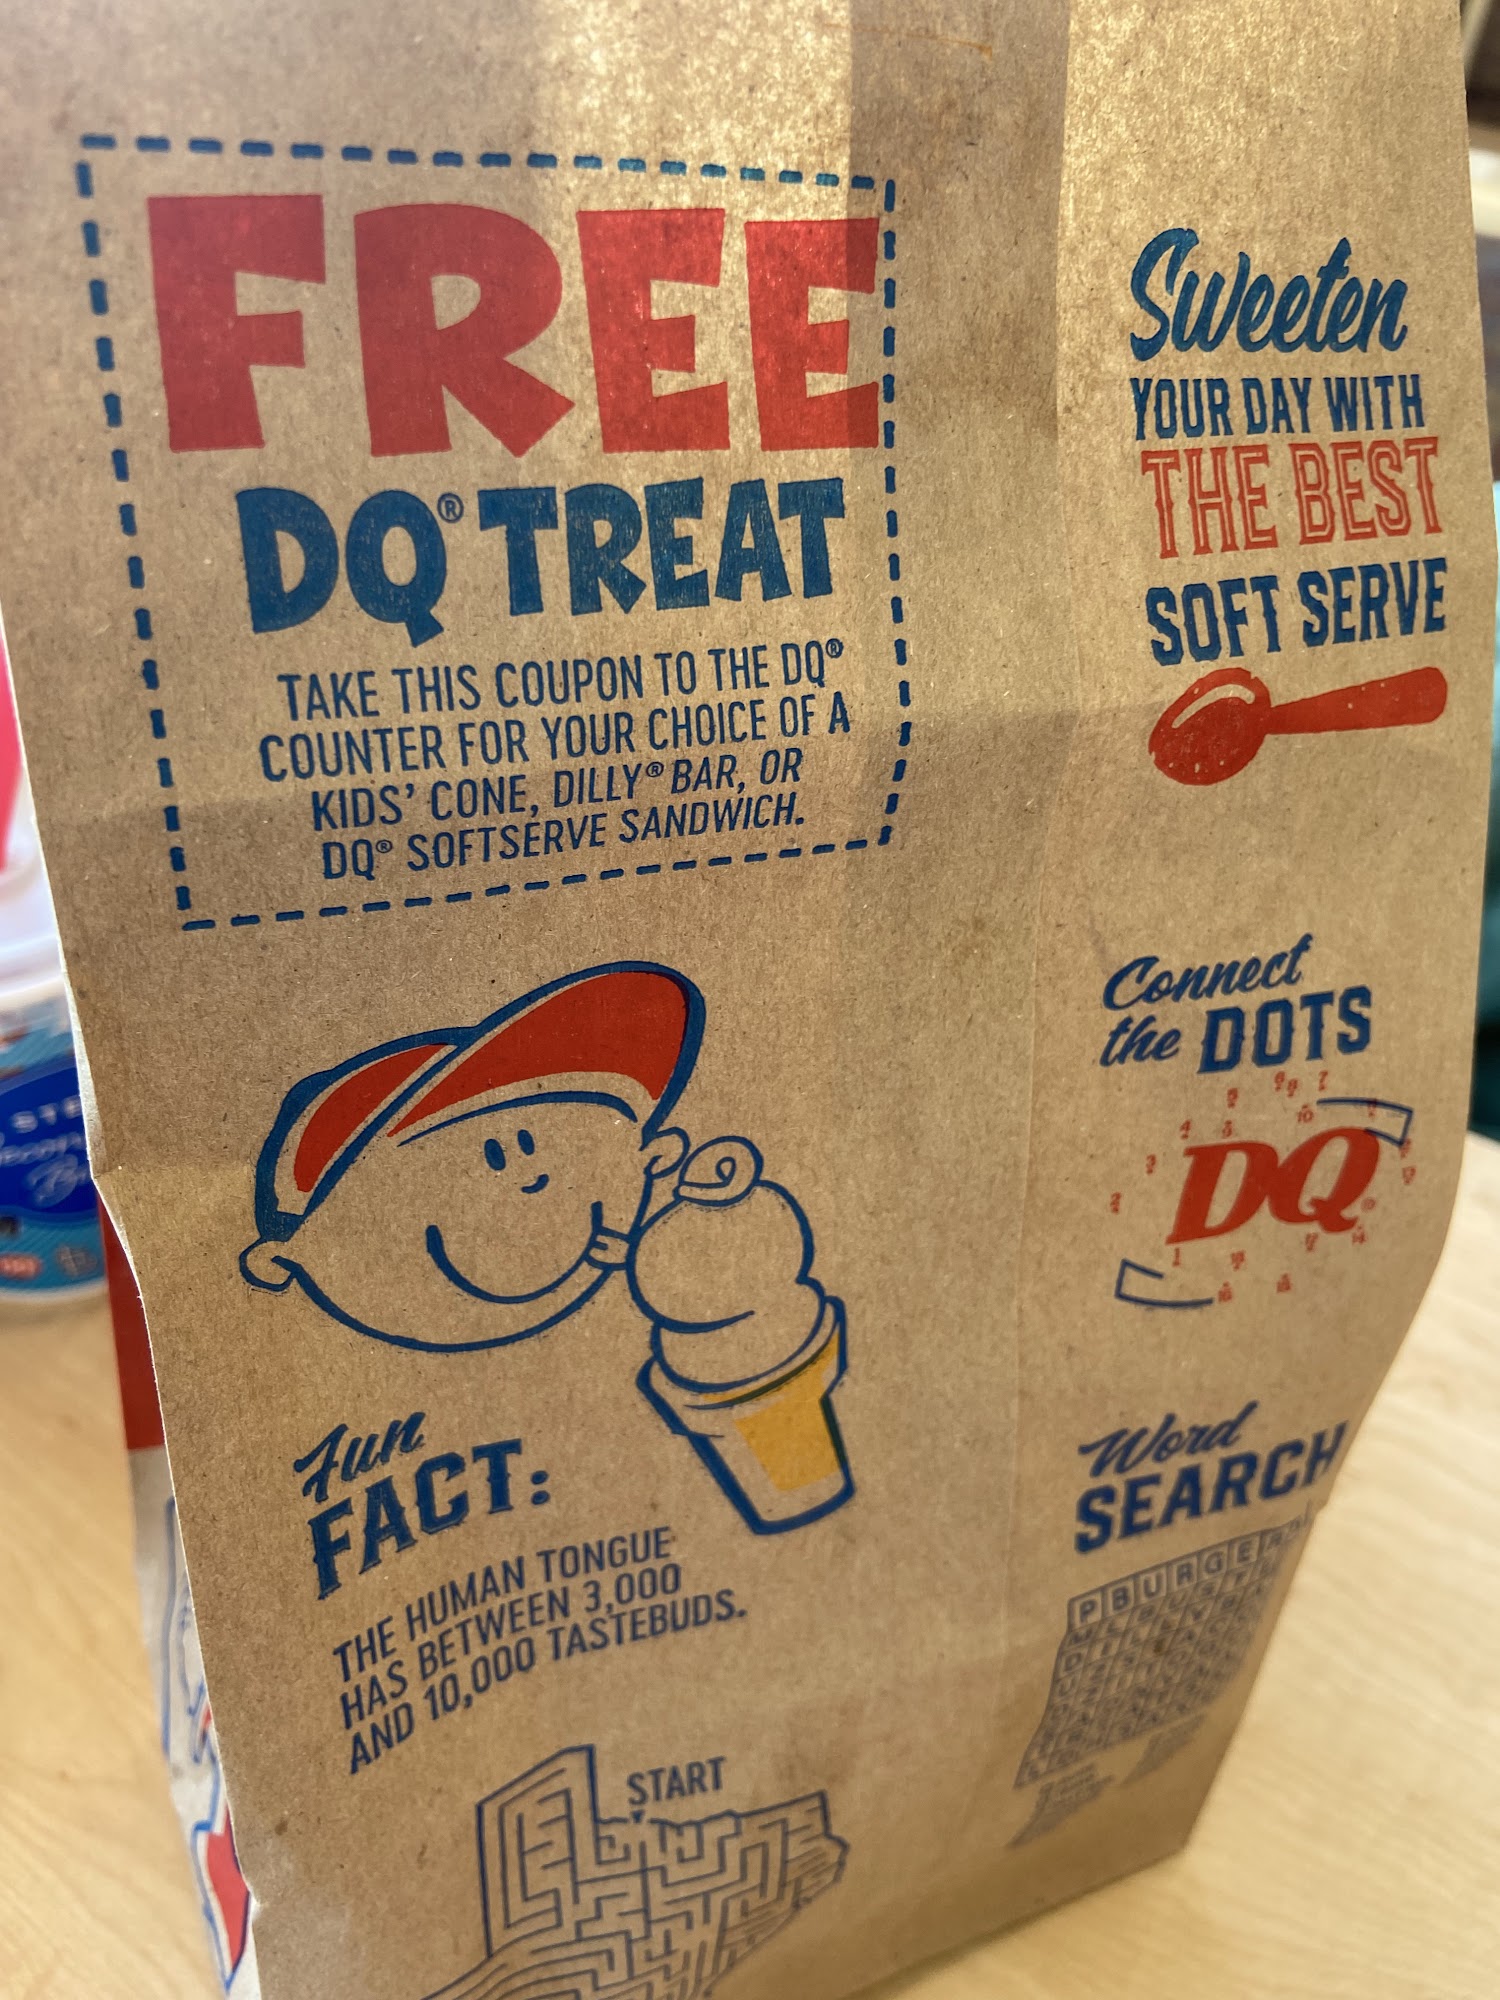 FREE
DQ® TREAT
TAKE THIS COUPON TO THE DQ®
COUNTER FOR YOUR CHOICE OF A
KIDS' CONE, DILLY® BAR, OR
DQ® SOFTSERVE SANDWICH.
Fun
FACT:
THE HUMAN TONGUE
HAS BETWEEN 3,000
AND 10,000 TASTEBUDS.
START
Sweeten
YOUR DAY WITH
THE BEST
SOFT SERVE
Connect
the DOTS
DQ
Word
SEARCH
PBURGER